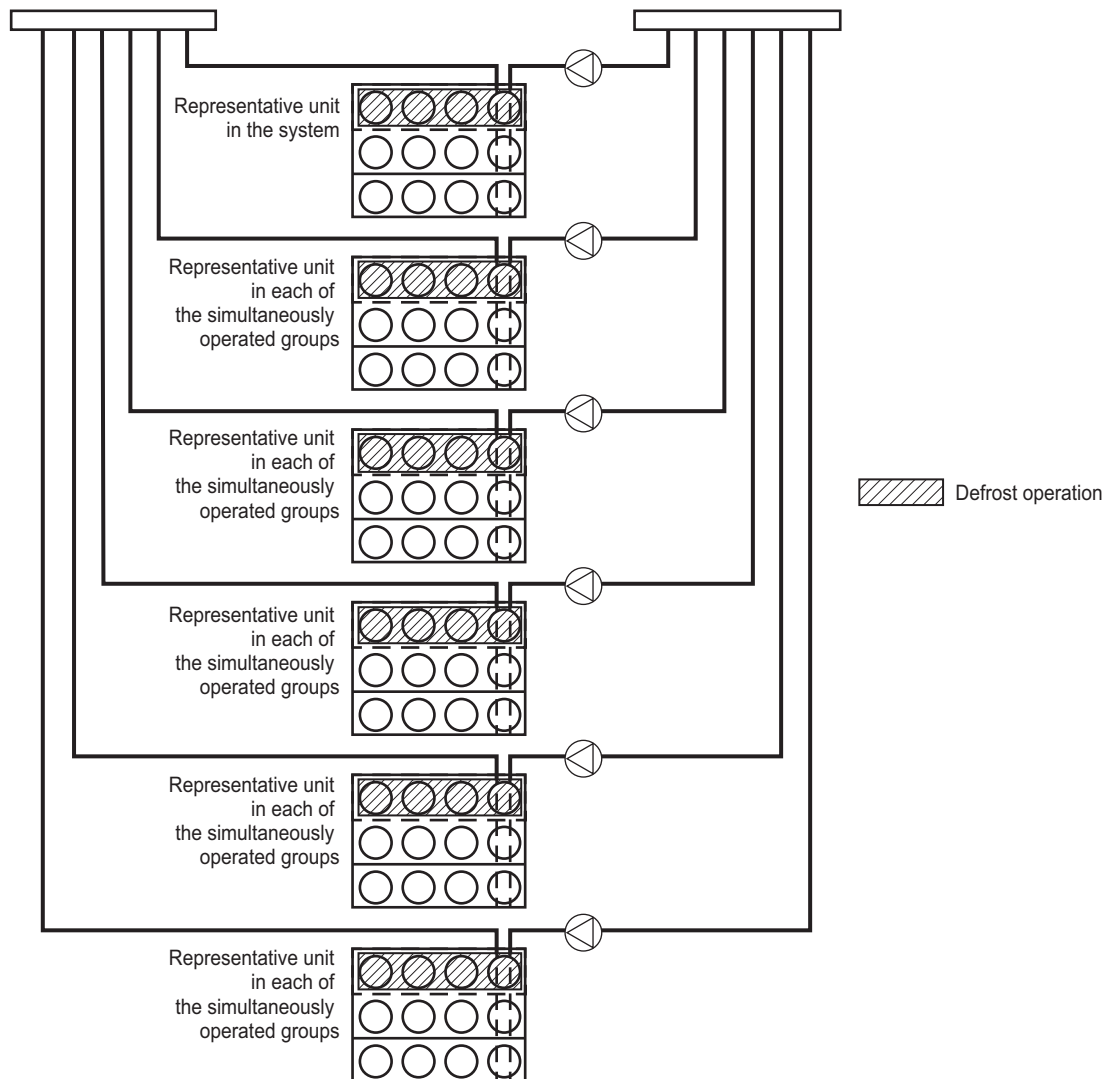 Representative unit
in the system
Representative unit
in each of
the simultaneously
operated groups
Representative unit
in each of
the simultaneously
operated groups
Defrost operation
Representative unit
in each of
the simultaneously
operated groups
Representative unit
in each of
the simultaneously
operated groups
Representative unit
in each of
the simultaneously
operated groups